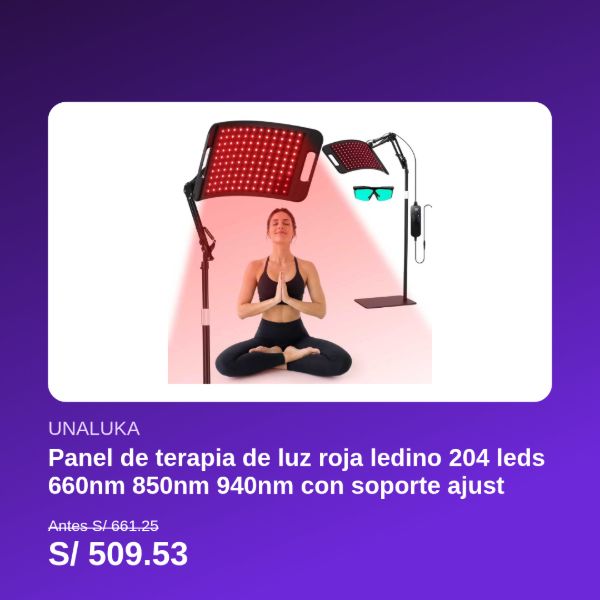 UNALUKA
Panel de terapia de luz roja ledino 204 leds
660nm 850nm 940nm con soporte ajust
Antes S/ 661.25
S/ 509.53